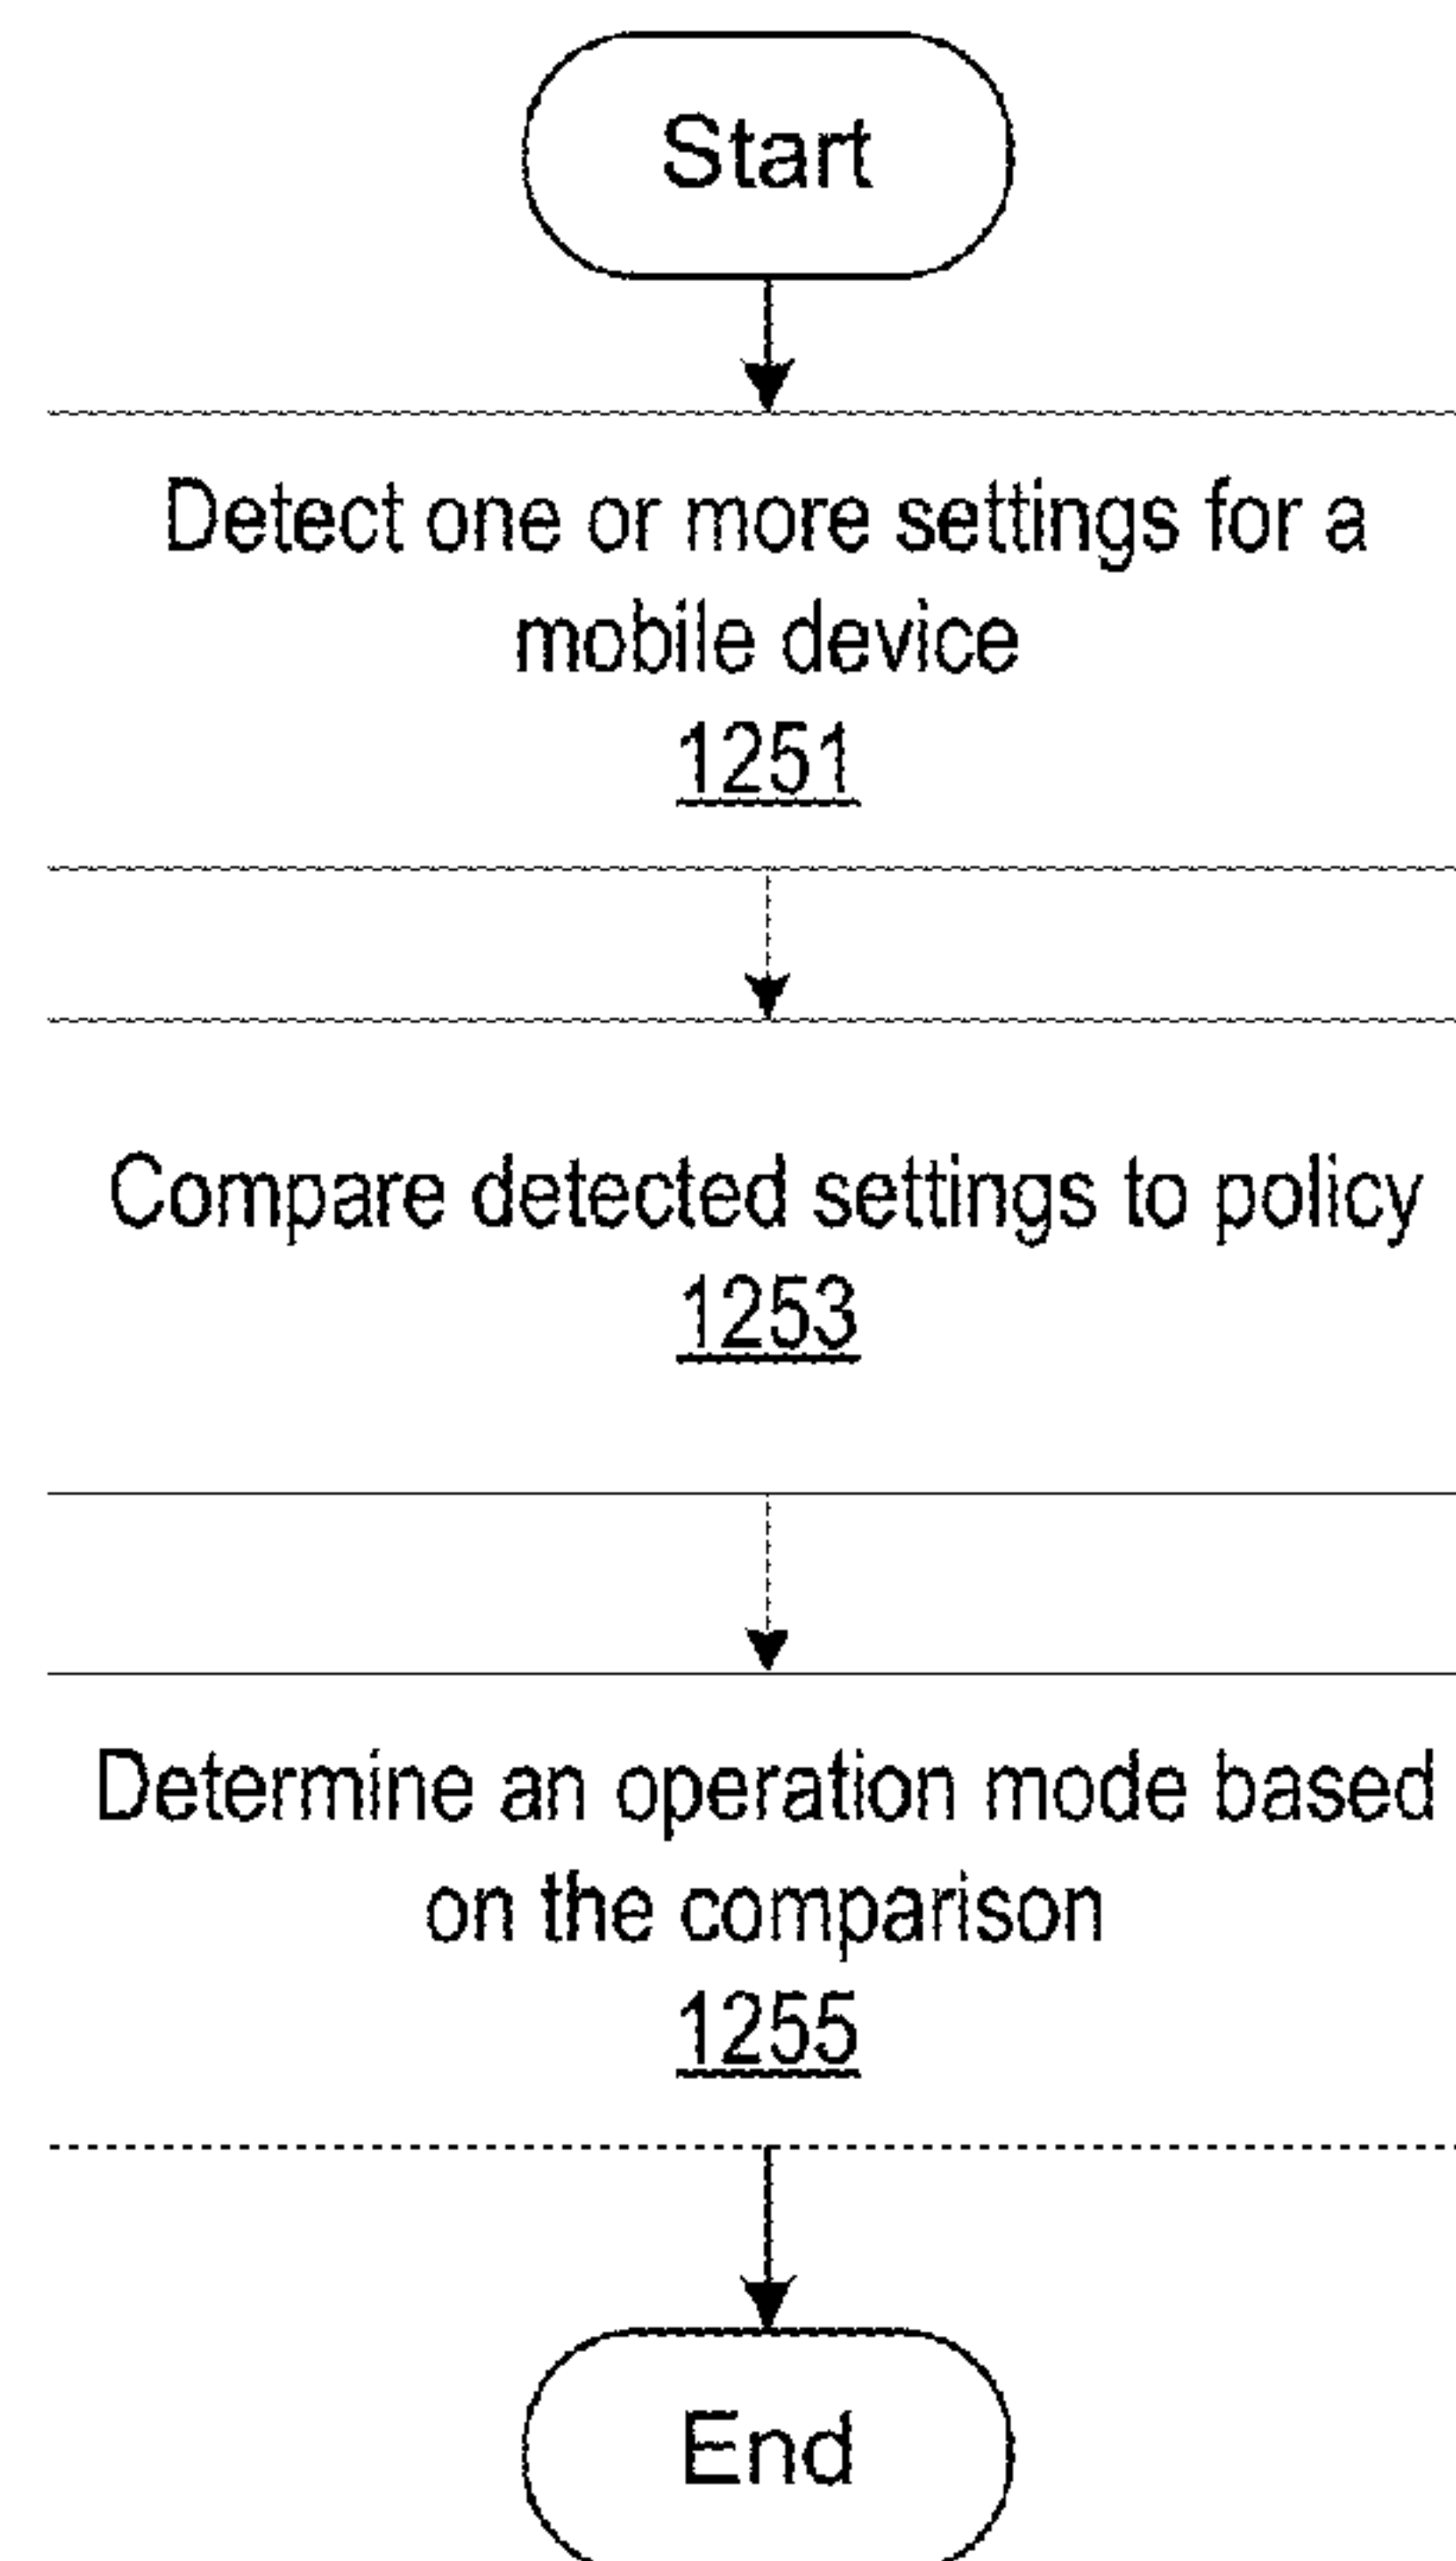 Start
Detect one or more settings for a
mobile device
1251
Compare detected settings to policy
1253
Determine an operation mode based
on the comparison
1255
End